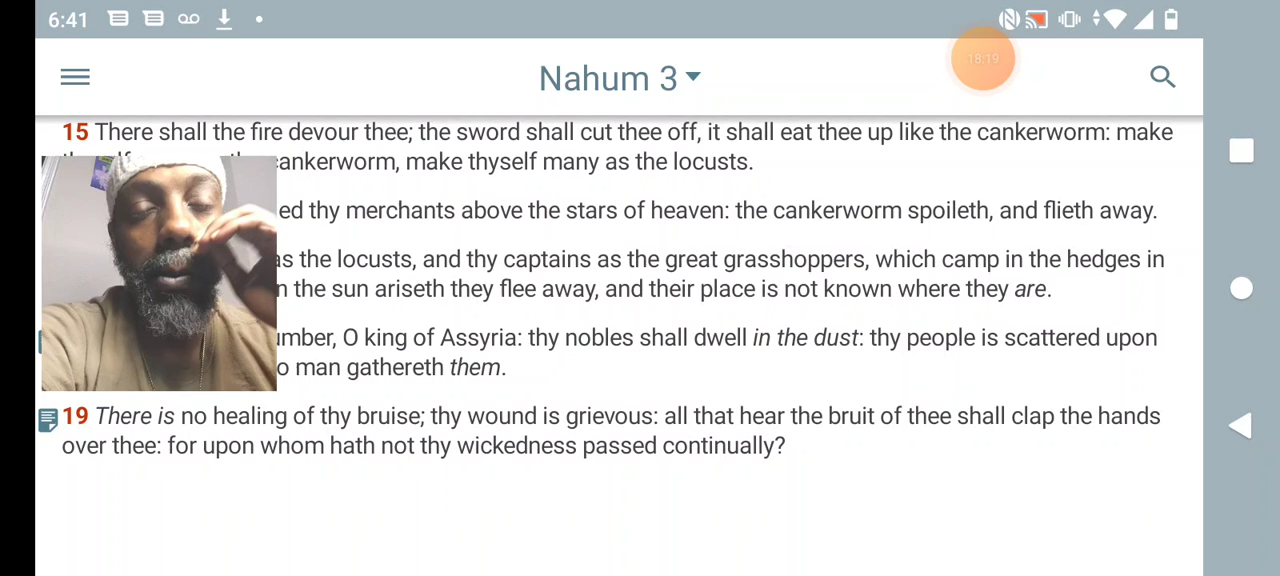 6:41
18:19
Nahum 3
15 There shall the fire devour thee; the sword shall cut thee off, it shall eat thee up like the cankerworm: make
cankerworm, make thyself many as the locusts.
thy merchants above the stars of heaven: the cankerworm spoileth, and flieth away.
as the locusts, and thy captains as the great grasshoppers, which camp in the hedges in
the sun ariseth they flee away, and their place is not known where they are.
O king of Assyria: thy nobles shall dwell in the dust: thy people is scattered upon
man gathereth them.
19 There is no healing of thy bruise; thy wound is grievous: all that hear the bruit of thee shall clap the hands
over thee: for upon whom hath not thy wickedness passed continually?